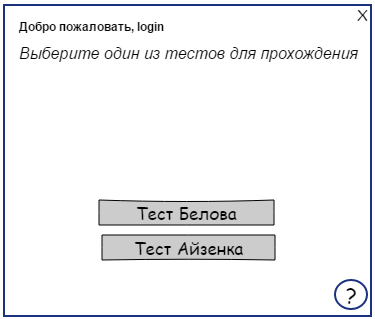 X
Добро пожаловать, login
Выберите один из тестов для прохождения
Тест Белова
Тест Айзенка
?